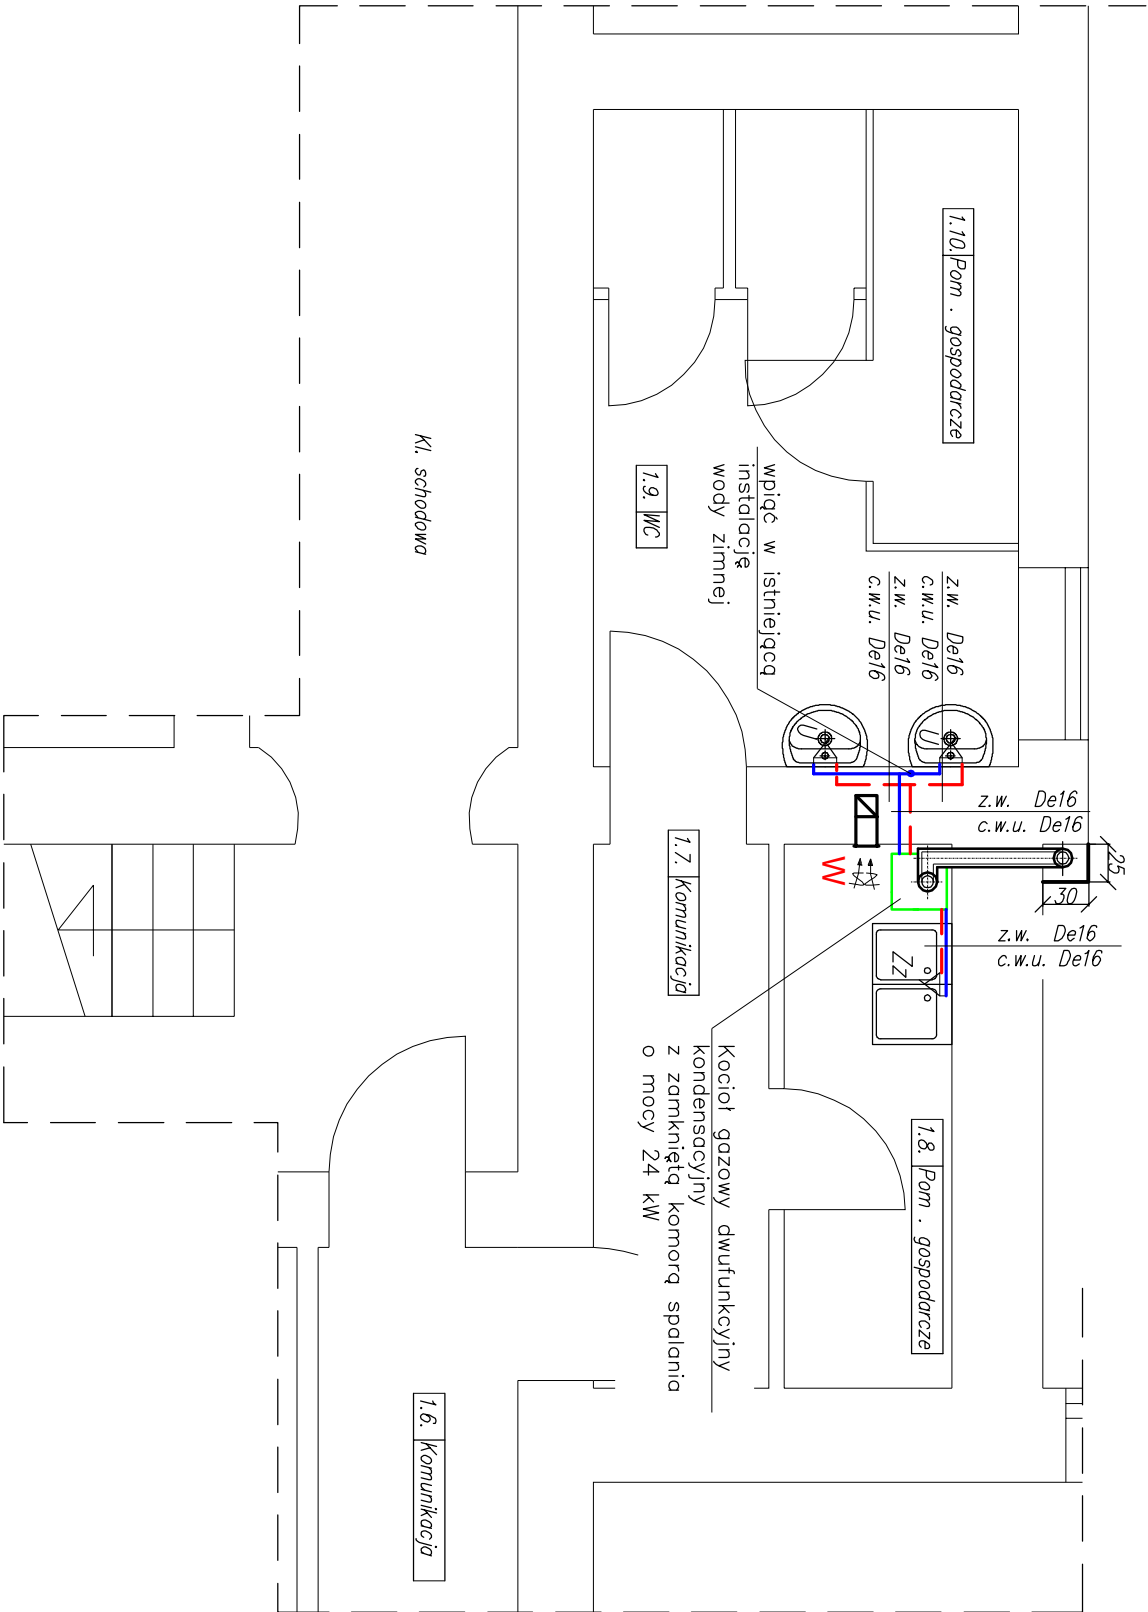 1.10. Pom . gospodarcze
Kl. schodowa
1.9. WC
wpiąć w istniejącą
instalację
wody zimnej
z.w. De16
c.w.u. De16
z.w. De16
c.w.u. De16
z.w. De16
c.w.u. De16
25
30
W
z.w. De16
c.w.u. De16
Zz
1.7. Komunikacja
Kocioł gazowy dwufunkcyjny
kondensacyjny
z zamkniętą komorą spalania
o mocy 24 kW
1.8. Pom . gospodarcze
1.6. Komunikacja